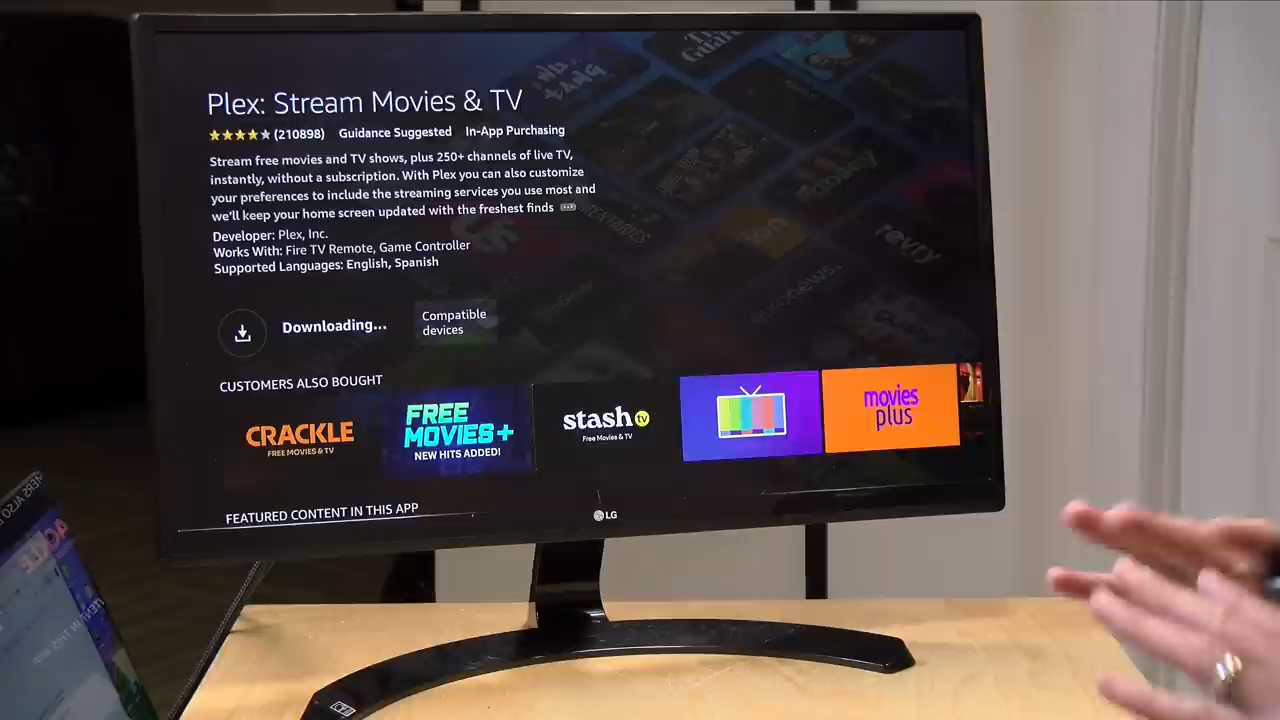 Plex: Stream Movies & TV
(210898) Guidance Suggested In-App Purchasing
Stream free movies and TV shows, plus 250+ channels of live TV,
instantly, without a subscription. With Plex you can also customize
your preferences to include the streaming services you use most and
we'll keep your home screen updated with the freshest finds
Developer: Plex, Inc.
Works With: Fire TV Remote, Game Controller
Supported Languages: English, Spanish
Downloading...
Compatible
devices
CUSTOMERS ALSO BOUGHT
CRACKLE
FREE MOVIES & TV
FREE
MOVIES+
NEW HITS ADDED!
stash tv
Free Movies & TV
movies
plus
FEATURED CONTENT IN THIS APP
LG
revry
euronews.
ion